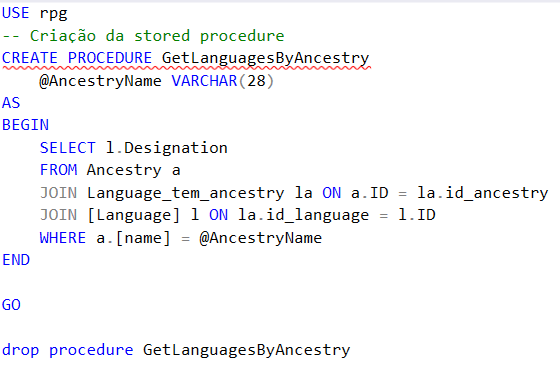 USE rpg
-- Criação da stored procedure
CREATE PROCEDURE GetLanguagesByAncestry
    @AncestryName VARCHAR(28)
AS
BEGIN
    SELECT l.Designation
    FROM Ancestry a
    JOIN Language_tem_ancestry la ON a.ID = la.id_ancestry
    JOIN [Language] l ON la.id_language = l.ID
    WHERE a.[name] = @AncestryName
END
GO
drop procedure GetLanguagesByAncestry